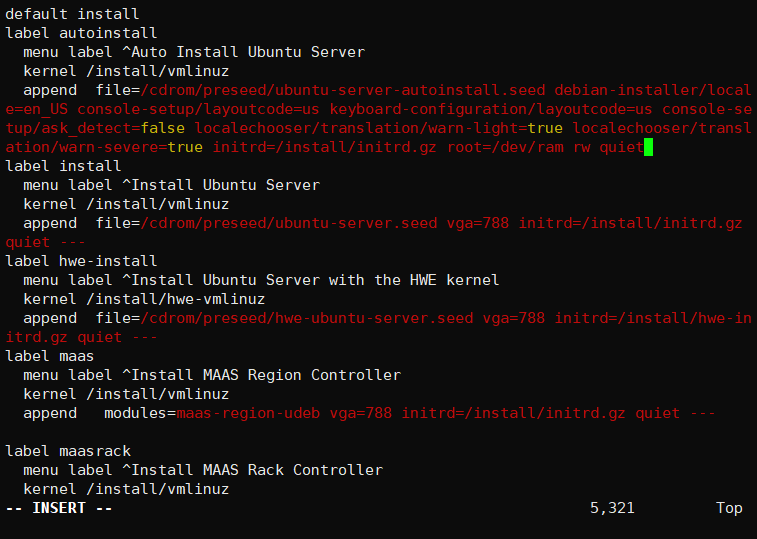 default install
label autoinstall
  menu label ^Auto Install Ubuntu Server
  kernel /install/vmlinuz
  append  file=/cdrom/preseed/ubuntu-server-autoinstall.seed debian-installer/local
e=en_US console-setup/layoutcode=us keyboard-configuration/layoutcode=us console-se
tup/ask_detect=false localechooser/translation/warn-light=true localechooser/transl
ation/warn-severe=true initrd=/install/initrd.gz root=/dev/ram rw quiet
label install
  menu label ^Install Ubuntu Server
  kernel /install/vmlinuz
  append  file=/cdrom/preseed/ubuntu-server.seed vga=788 initrd=/install/initrd.gz
quiet ---
label hwe-install
  menu label ^Install Ubuntu Server with the HWE kernel
  kernel /install/hwe-vmlinuz
  append  file=/cdrom/preseed/hwe-ubuntu-server.seed vga=788 initrd=/install/hwe-in
itrd.gz quiet ---
label maas
  menu label ^Install MAAS Region Controller
  kernel /install/vmlinuz
  append   modules=maas-region-udeb vga=788 initrd=/install/initrd.gz quiet ---
label maasrack
  menu label ^Install MAAS Rack Controller
  kernel /install/vmlinuz
-- INSERT -- 5,321 Top